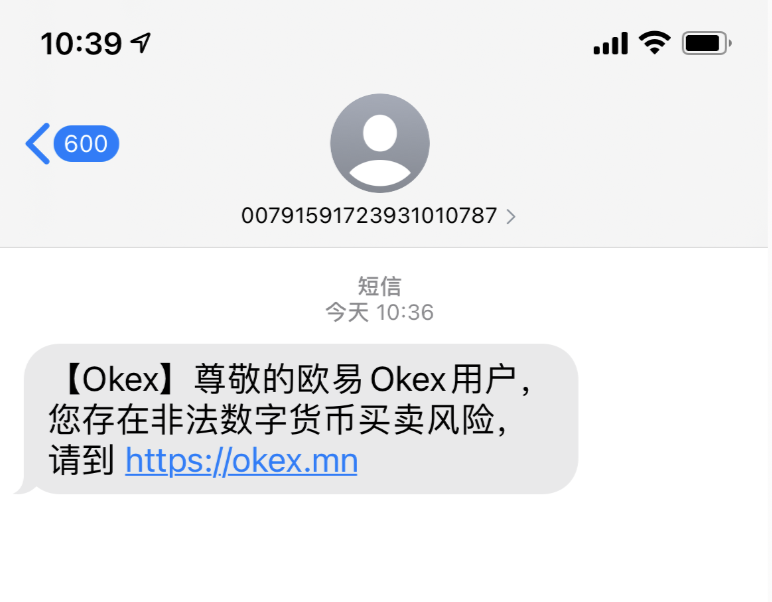 10:39
600
00791591723931010787
短信
今天 10:36
【Okex】尊敬的欧易Okex用户，
您存在非法数字货币买卖风险，
请到 https://okex.mn